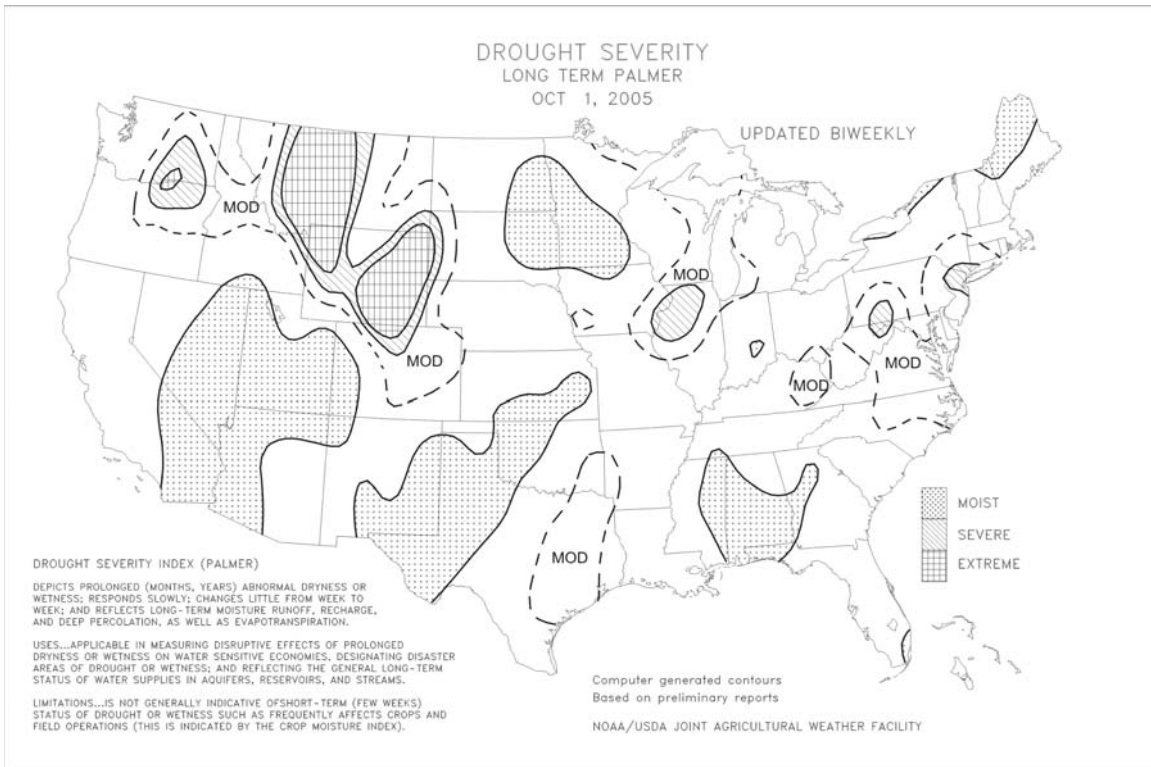 DROUGHT SEVERITY
LONG TERM PALMER
OCT 1, 2005
UPDATED BIWEEKLY
MOD
MOD
MOD
MOD
MOD
MOD
MOIST
SEVERE
EXTREME
DROUGHT SEVERITY INDEX (PALMER)
DEPICTS PROLONGED (MONTHS, YEARS) ABNORMAL DRYNESS OR
WETNESS; RESPONDS SLOWLY; CHANGES LITTLE FROM WEEK TO
WEEK; AND REFLECTS LONG-TERM MOISTURE RUNOFF, RECHARGE,
AND DEEP PERCOLATION, AS WELL AS EVAPOTRANSPIRATION.
USES...APPLICABLE IN MEASURING DISRUPTIVE EFFECTS OF PROLONGED
DRYNESS OR WETNESS ON WATER SENSITIVE ECONOMIES, DESIGNATING DISASTER
AREAS OF DROUGHT OR WETNESS; AND REFLECTING THE GENERAL LONG-TERM
STATUS OF WATER SUPPLIES IN AQUIFERS, RESERVOIRS, AND STREAMS.
LIMITATIONS...IS NOT GENERALLY INDICATIVE OFSHORT-TERM (FEW WEEKS)
STATUS OF DROUGHT OR WETNESS SUCH AS FREQUENTLY AFFECTS CROPS AND
FIELD OPERATIONS (THIS IS INDICATED BY THE CROP MOISTURE INDEX).
Computer generated contours
Based on preliminary reports
NOAA/USDA JOINT AGRICULTURAL WEATHER FACILITY